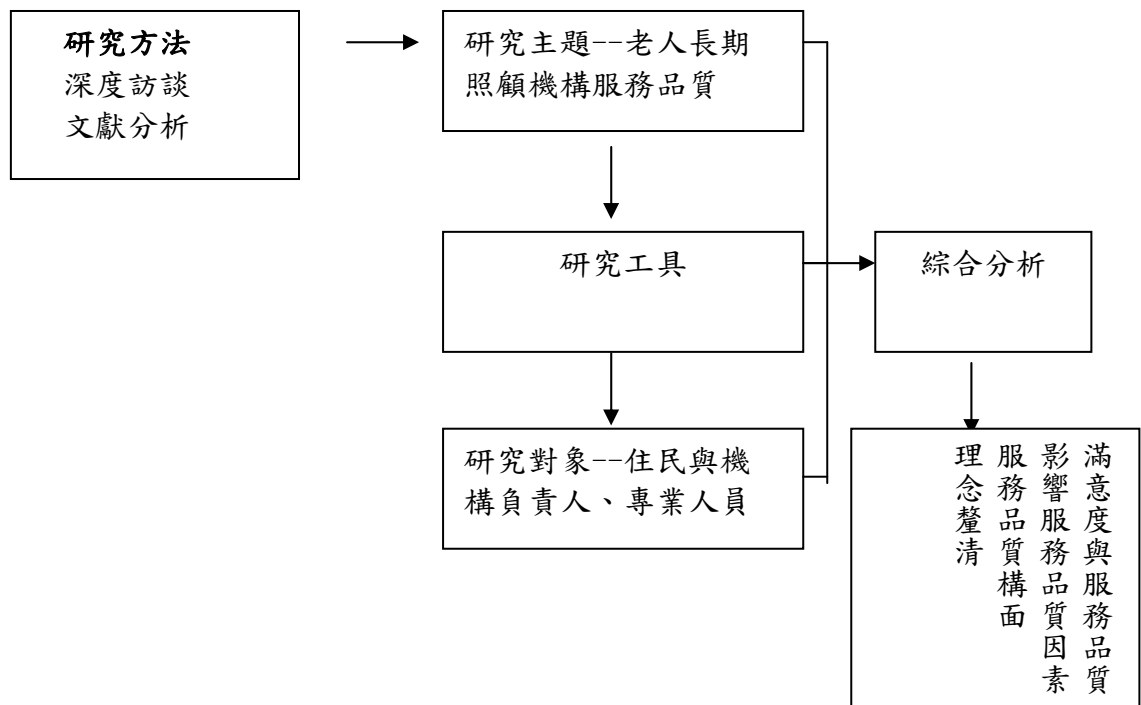 研究方法
深度訪談
文獻分析
研究主題--老人長期
照顧機構服務品質
研究工具
綜合分析
研究對象--住民與機
構負責人、專業人員
滿意度與服務品質
影響服務品質因素
服務品質構面
理念釐清